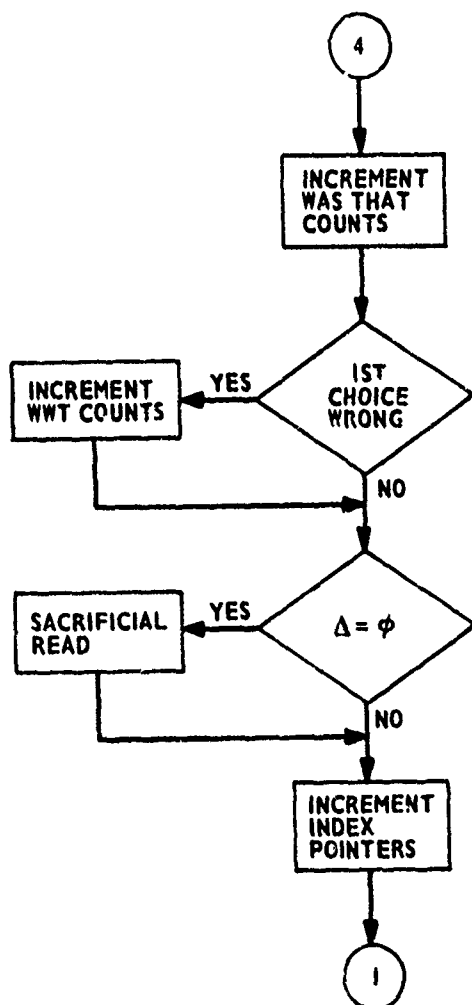 4
INCREMENT
WAS THAT
COUNTS
1ST
CHOICE
WRONG
YES
INCREMENT
WWT COUNTS
NO
Δ = φ
YES
SACRIFICIAL
READ
NO
INCREMENT
INDEX
POINTERS
1